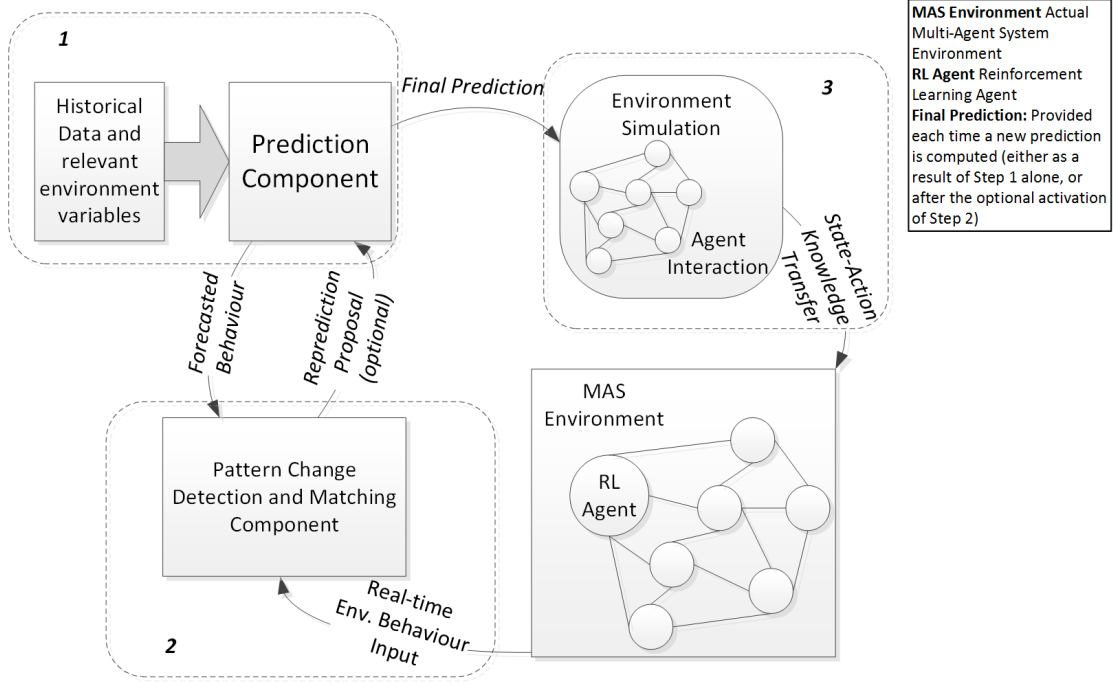 1
Historical
Data and
relevant
environment
variables
Prediction
Component
Final Prediction
3
Environment
Simulation
Agent
Interaction
State-Action
Knowledge
Transfer
MAS Environment Actual
Multi-Agent System
Environment
RL Agent Reinforcement
Learning Agent
Final Prediction: Provided
each time a new prediction
is computed (either as a
result of Step 1 alone, or
after the optional activation
of Step 2)
Forecasted
Behaviour
Reprediction
Proposal
(optional)
Pattern Change
Detection and Matching
Component
2
Real-time
Env. Behaviour
Input
MAS
Environment
RL
Agent